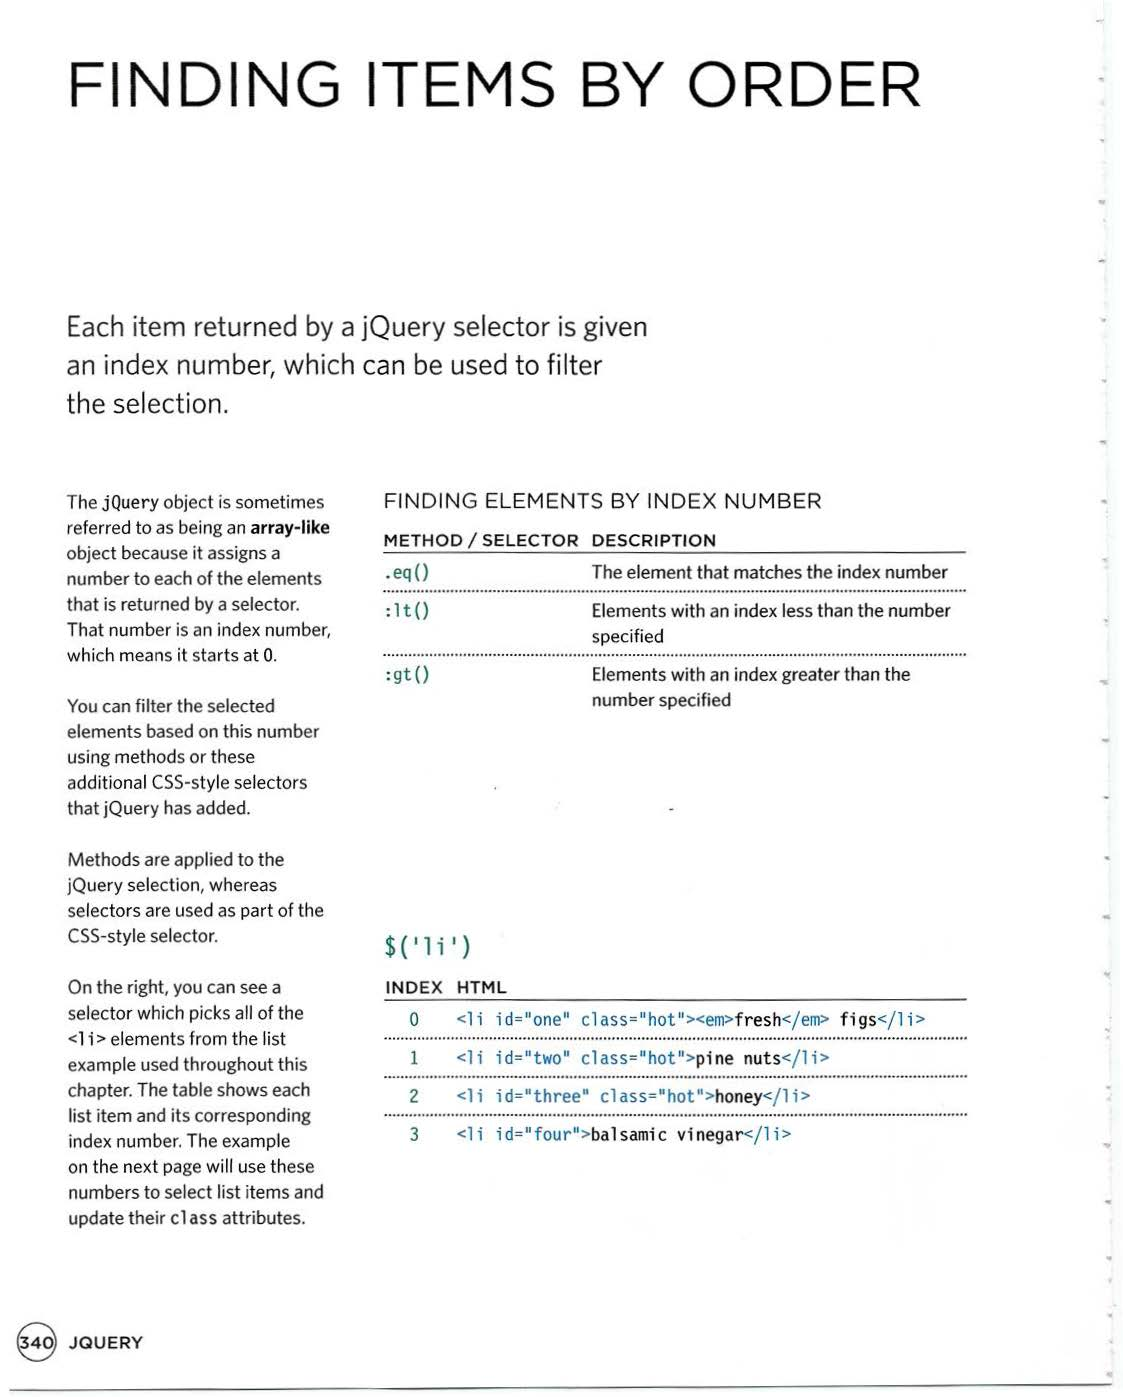 FINDING ITEMS BY ORDER
Each item returned by a jQuery selector is given
an index number, which can be used to filter
the selection.
The jQuery object is sometimes
referred to as being an array-like
object because it assigns a
number to each of the elements
that is returned by a selector.
That number is an index number,
which means it starts at 0.
You can filter the selected
elements based on this number
using methods or these
additional CSS-style selectors
that jQuery has added.
Methods are applied to the
jQuery selection, whereas
selectors are used as part of the
CSS-style selector.
On the right, you can see a
selector which picks all of the
<li> elements from the list
example used throughout this
chapter. The table shows each
list item and its corresponding
index number. The example
on the next page will use these
numbers to select list items and
update their class attributes.
FINDING ELEMENTS BY INDEX NUMBER
METHOD / SELECTOR DESCRIPTION
.eq() The element that matches the index number
:lt() Elements with an index less than the number
specified
:gt() Elements with an index greater than the
number specified
$('li')
INDEX HTML
0 <li id="one" class="hot"><em>fresh</em> figs</li>
1 <li id="two" class="hot">pine nuts</li>
2 <li id="three" class="hot">honey</li>
3 <li id="four">balsamic vinegar</li>
340 JQUERY